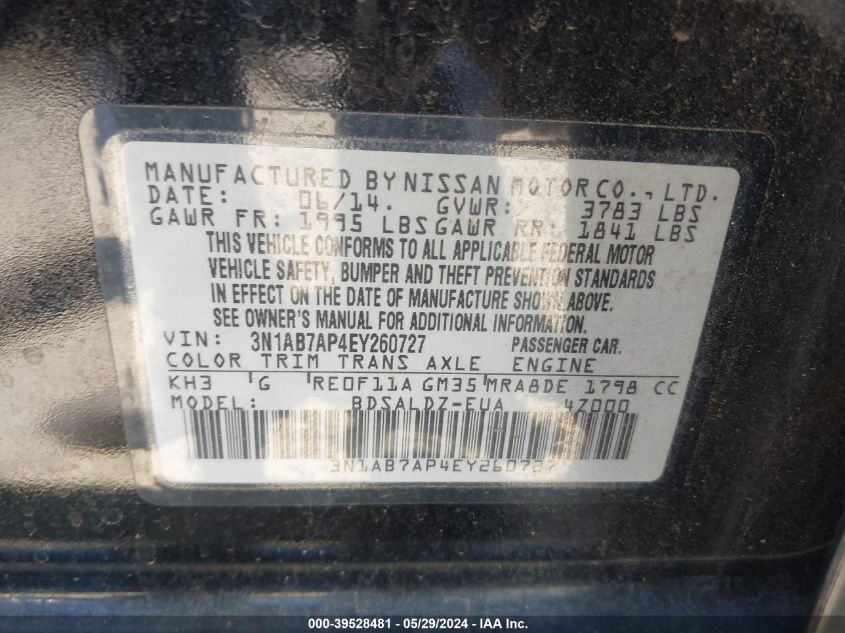 MANUFACTURED BY NISSAN MOTOR CO., LTD.
DATE: 06/14. GVWR: 3783 LBS
GAWR FR: 1995 LBS GAWR RR: 1841 LBS
THIS VEHICLE CONFORMS TO ALL APPLICABLE FEDERAL MOTOR
VEHICLE SAFETY, BUMPER AND THEFT PREVENTION STANDARDS
IN EFFECT ON THE DATE OF MANUFACTURE SHOWN ABOVE.
SEE OWNER'S MANUAL FOR ADDITIONAL INFORMATION.
VIN: 3N1AB7AP4EY260727 PASSENGER CAR.
COLOR TRIM TRANS AXLE ENGINE
KH3 G RE0F11A GM35 MRA8DE 1798 CC
MODEL: BDSALDZ-EUA 4Z000
3N1AB7AP4EY260727
000-39528481 - 05/29/2024 - IAAI, Inc.